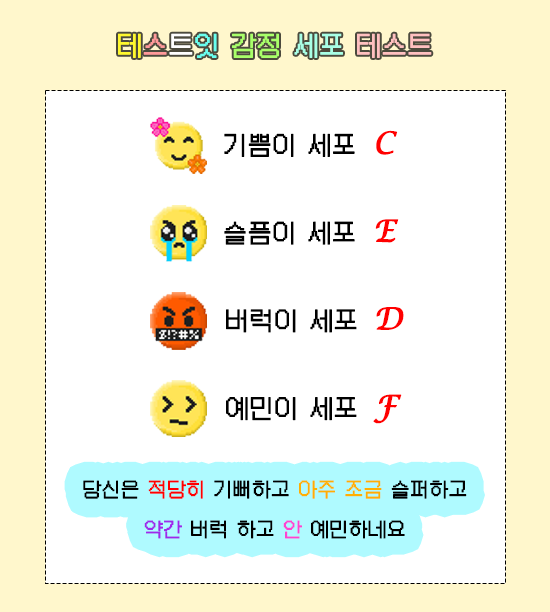 테스트잇 감정 세포 테스트
기쁨이 세포 C
슬픔이 세포 E
버럭이 세포 D
$!?#%
예민이 세포 F
당신은 적당히 기뻐하고 아주 조금 슬퍼하고
약간 버럭 하고 안 예민하네요